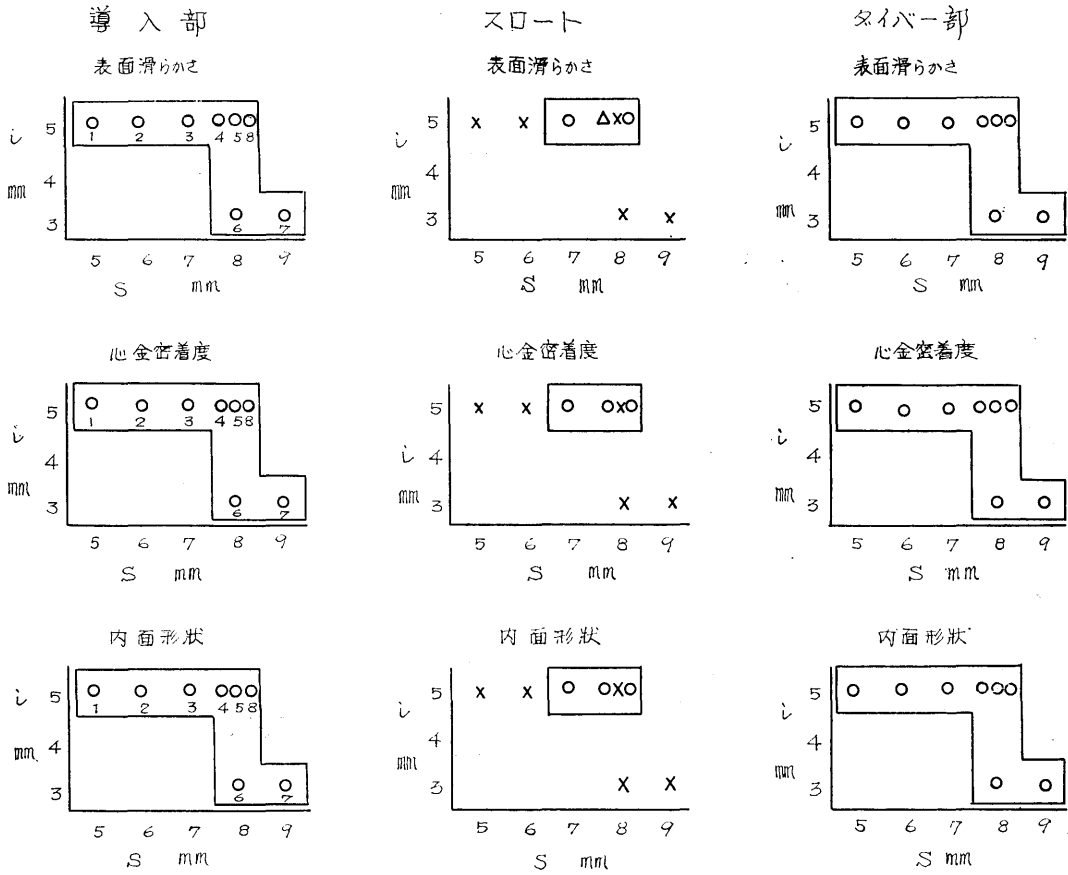 導入部 スロート ダイバー部
表面滑らかさ 表面滑らかさ 表面滑らかさ
i mm 5 4 3
○ ○ ○ ○○○
1 2 3 4 5 8
○ ○
6 7
5 6 7 8 9
S mm
i mm 5 4 3
× × ○ △×○
× ×
5 6 7 8 9
S mm
i mm 5 4 3
○ ○ ○ ○○○
○ ○
5 6 7 8 9
S mm
心金密着度 心金密着度 心金密着度
i mm 5 4 3
○ ○ ○ ○○○
1 2 3 4 5 8
○ ○
6 7
5 6 7 8 9
S mm
i mm 5 4 3
× × ○ ○×○
× ×
5 6 7 8 9
S mm
i mm 5 4 3
○ ○ ○ ○○○
○ ○
5 6 7 8 9
S mm
内面形状 内面形状 内面形状
i mm 5 4 3
○ ○ ○ ○○○
1 2 3 4 5 8
○ ○
6 7
5 6 7 8 9
S mm
i mm 5 4 3
× × ○ ○×○
× ×
5 6 7 8 9
S mm
i mm 5 4 3
○ ○ ○ ○○○
○ ○
5 6 7 8 9
S mm